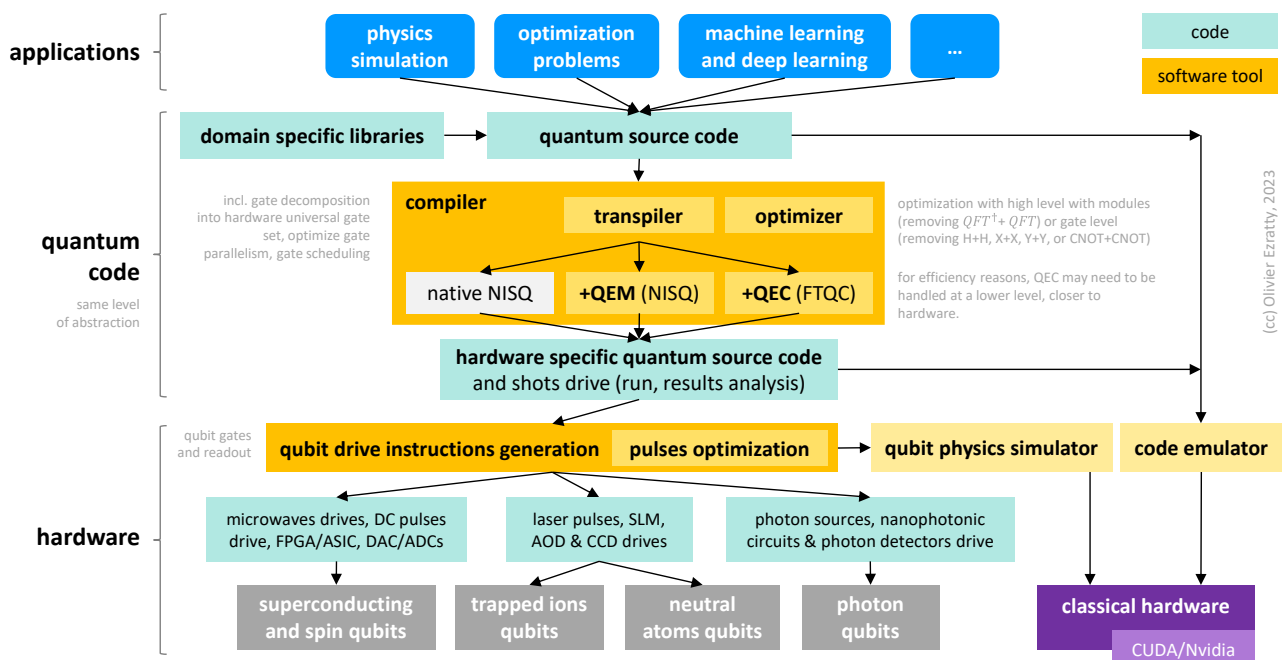 applications
physics
simulation
optimization
problems
machine learning
and deep learning
...
code
software tool
domain specific libraries
quantum source code
quantum
code
same level
of abstraction
incl. gate decomposition
into hardware universal gate
set, optimize gate
parallelism, gate scheduling
compiler
transpiler
optimizer
native NISQ
+QEM (NISQ)
+QEC (FTQC)
optimization with high level with modules
(removing QFT†+ QFT) or gate level
(removing H+H, X+X, Y+Y, or CNOT+CNOT)
for efficiency reasons, QEC may need to be
handled at a lower level, closer to
hardware.
(cc) Olivier Ezratty, 2023
hardware specific quantum source code
and shots drive (run, results analysis)
hardware
qubit gates
and readout
qubit drive instructions generation
pulses optimization
qubit physics simulator
code emulator
microwaves drives, DC pulses
drive, FPGA/ASIC, DAC/ADCs
laser pulses, SLM,
AOD & CCD drives
photon sources, nanophotonic
circuits & photon detectors drive
superconducting
and spin qubits
trapped ions
qubits
neutral
atoms qubits
photon
qubits
classical hardware
CUDA/Nvidia